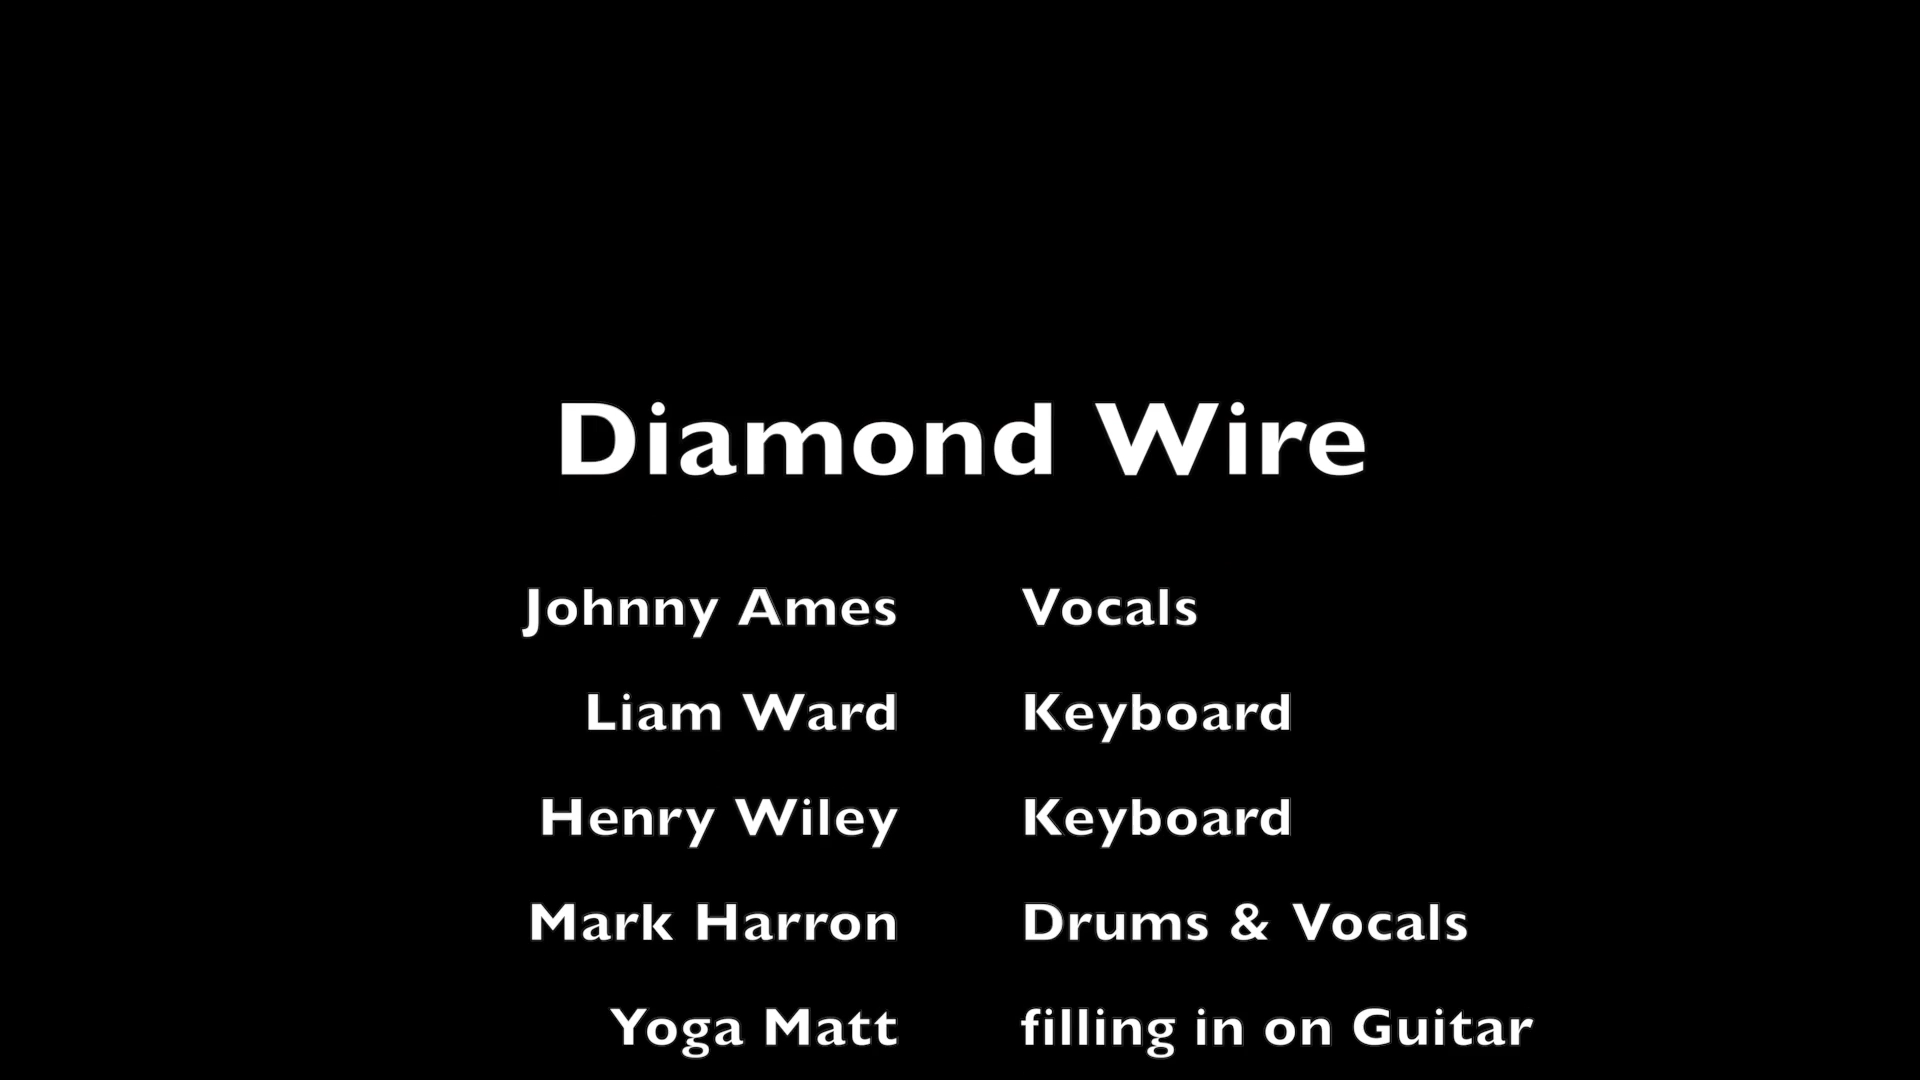 Diamond Wire
Johnny Ames Vocals
Liam Ward Keyboard
Henry Wiley Keyboard
Mark Harron Drums & Vocals
Yoga Matt filling in on Guitar